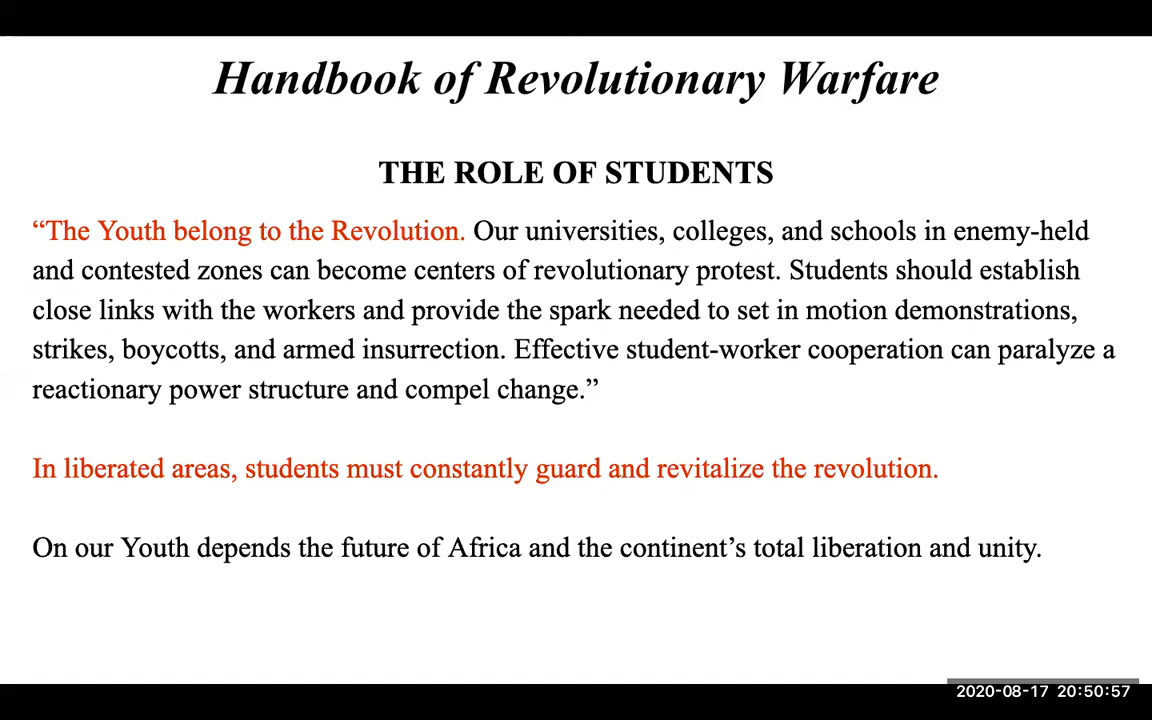 Handbook of Revolutionary Warfare
THE ROLE OF STUDENTS
“The Youth belong to the Revolution. Our universities, colleges, and schools in enemy-held
and contested zones can become centers of revolutionary protest. Students should establish
close links with the workers and provide the spark needed to set in motion demonstrations,
strikes, boycotts, and armed insurrection. Effective student-worker cooperation can paralyze a
reactionary power structure and compel change.”
In liberated areas, students must constantly guard and revitalize the revolution.
On our Youth depends the future of Africa and the continent’s total liberation and unity.
2020-08-17 20:50:57